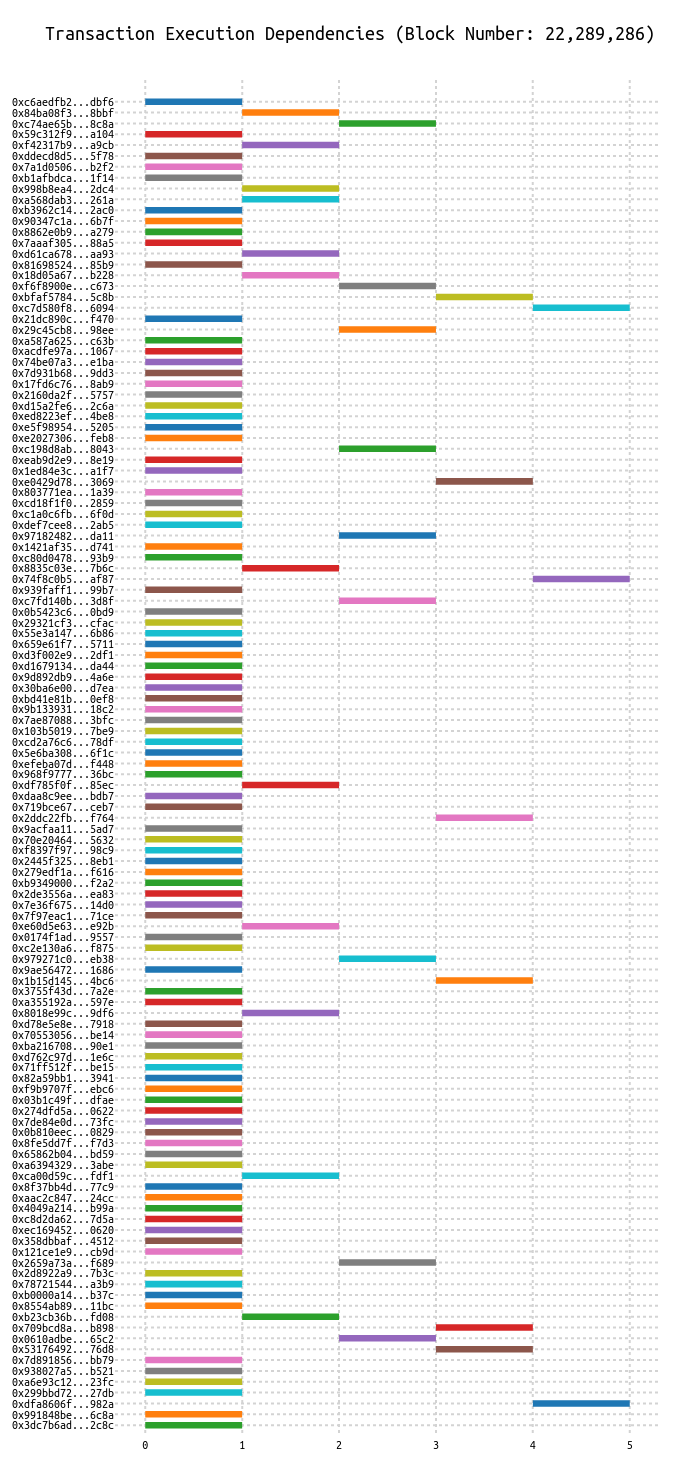 Transaction Execution Dependencies (Block Number: 22,289,286)
0xc6aedfb2...dbf6
0x84ba08f3...8bbf
0xc74ae65b...8c8a
0x59c312f9...a104
0xf42317b9...a9cb
0xddecd8d5...5f78
0x7a1d0506...b2f2
0xb1afbdca...1f14
0x998b8ea4...2dc4
0xa568dab3...261a
0xb3962c14...2ac0
0x90347c1a...6b7f
0x8862e0b9...a279
0x7aaaf305...88a5
0xd61ca678...aa93
0x81698524...85b9
0x18d05a67...b228
0xf6f8900e...c673
0xbfaf5784...5c8b
0xc7d580f8...6094
0x21dc890c...f470
0x29c45cb8...98ee
0xa587a625...c63b
0xacdfe97a...1067
0x74be07a3...e1ba
0x7d931b68...9dd3
0x17fd6c76...8ab9
0x2160da2f...5757
0xd15a2fe6...2c6a
0xed8223ef...4be8
0xe5f98954...5205
0xe2027306...feb8
0xc198d8ab...8043
0xeab9d2e9...8e19
0x1ed84e3c...a1f7
0xe0429d78...3069
0x803771ea...1a39
0xcd18f1f0...2859
0xc1a0c6fb...6f0d
0xdef7cee8...2ab5
0x97182482...da11
0x1421af35...d741
0xc80d0478...93b9
0x8835c03e...7b6c
0x74f8c0b5...af87
0x939faff1...99b7
0xc7fd140b...3d8f
0x0b5423c6...0bd9
0x29321cf3...cfac
0x55e3a147...6b86
0x659e61f7...5711
0xd3f002e9...2df1
0xd1679134...da44
0x9d892db9...4a6e
0x30ba6e00...d7ea
0xbd41e81b...0ef8
0x9b133931...18c2
0x7ae87088...3bfc
0x103b5019...7be9
0xcd2a76c6...78df
0x5e6ba308...6f1c
0xefeba07d...f448
0x968f9777...36bc
0xdf785f0f...85ec
0xdaa8c9ee...bdb7
0x719bce67...ceb7
0x2ddc22fb...f764
0x9acfaa11...5ad7
0x70e20464...5632
0xf8397f97...98c9
0x2445f325...8eb1
0x279edf1a...f616
0xb9349000...f2a2
0x2de3556a...ea83
0x7e36f675...14d0
0x7f97eac1...71ce
0xe60d5e63...e92b
0x0174f1ad...9557
0xc2e130a6...f875
0x979271c0...eb38
0x9ae56472...1686
0x1b15d145...4bc6
0x3755f43d...7a2e
0xa355192a...597e
0x8018e99c...9df6
0xd78e5e8e...7918
0x70553056...be14
0xba216708...90e1
0xd762c97d...1e6c
0x71ff512f...be15
0x82a59bb1...3941
0xf9b9707f...ebc6
0x03b1c49f...dfae
0x274dfd5a...0622
0x7de84e0d...73fc
0x0b810eec...0829
0x8fe5dd7f...f7d3
0x65862b04...bd59
0xa6394329...3abe
0xca00d59c...fdf1
0x8f37bb4d...77c9
0xaac2c847...24cc
0x4049a214...b99a
0xc8d2da62...7d5a
0xec169452...0620
0x358dbbaf...4512
0x121ce1e9...cb9d
0x2659a73a...f689
0x2d8922a9...7b3c
0x78721544...a3b9
0xb0000a14...b37c
0x8554ab89...11bc
0xb23cb36b...fd08
0x709bcd8a...b898
0x0610adbe...65c2
0x53176492...76d8
0x7d891856...bb79
0x938027a5...b521
0xa6e93c12...23fc
0x299bbd72...27db
0xdfa8606f...982a
0x991848be...6c8a
0x3dc7b6ad...2c8c
0 1 2 3 4 5